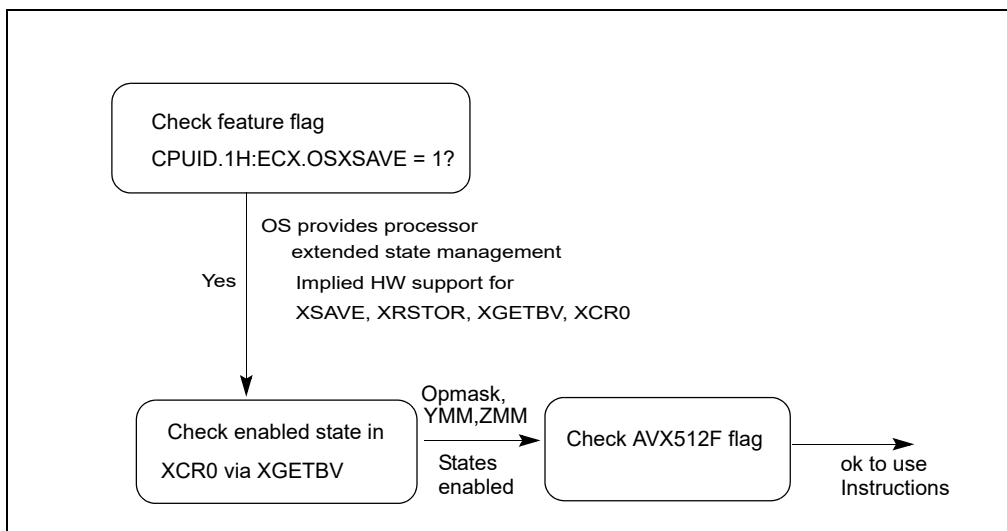 Check feature flag
CPUID.1H:ECX.OSXSAVE = 1?
OS provides processor
extended state management
Yes
Implied HW support for
XSAVE, XRSTOR, XGETBV, XCR0
Check enabled state in
XCR0 via XGETBV
Opmask,
YMM,ZMM
States
enabled
Check AVX512F flag
ok to use
Instructions